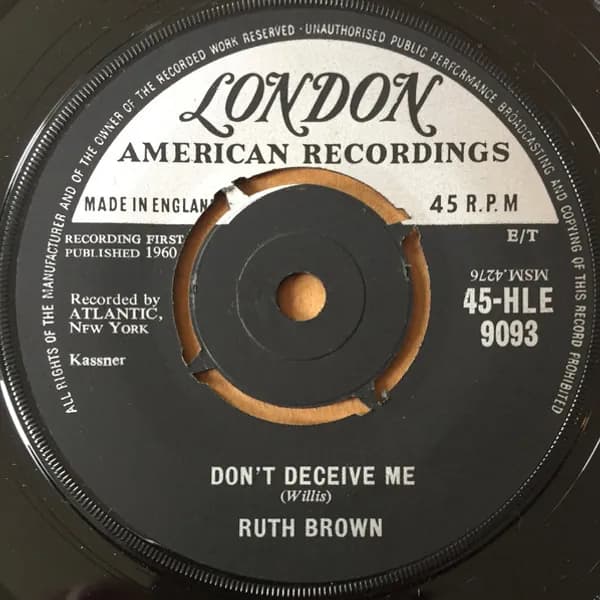 ALL RIGHTS OF THE MANUFACTURER AND OF THE OWNER OF THE RECORDED WORK RESERVED · UNAUTHORISED PUBLIC PERFORMANCE BROADCASTING AND COPYING OF THIS RECORD PROHIBITED
LONDON
AMERICAN RECORDINGS
MADE IN ENGLAN
45 R.P.M
RECORDING FIRST
PUBLISHED 1960
E/T
MSM.4276
Recorded by
ATLANTIC,
NEW YORK
45-HLE
9093
Kassner
DON'T DECEIVE ME
(Willis)
RUTH BROWN